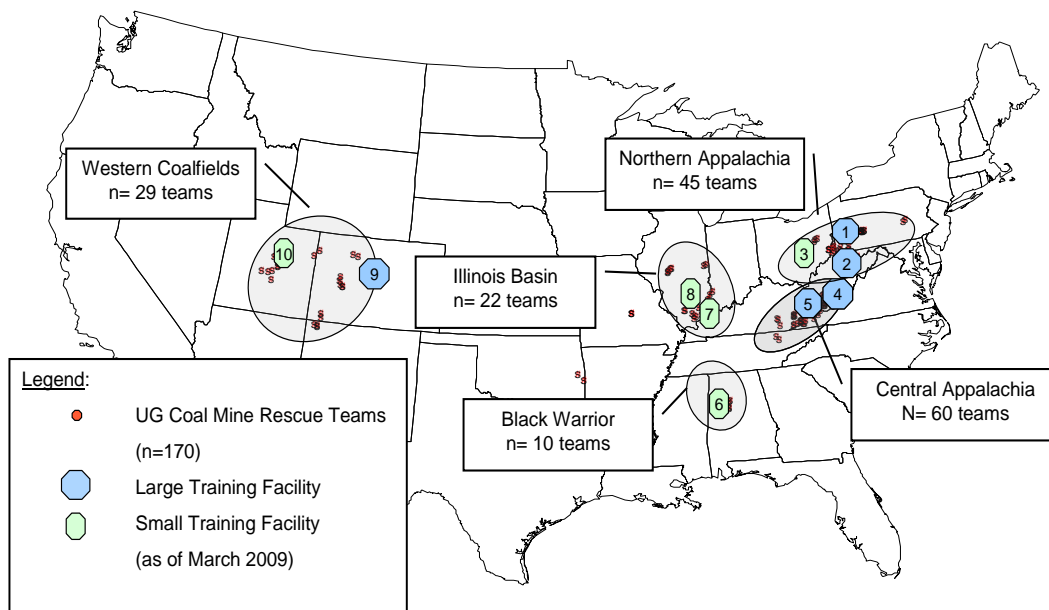 Western Coalfields
n= 29 teams
Northern Appalachia
n= 45 teams
1
3
2
10
9
Illinois Basin
n= 22 teams
8
7
5
4
s
s
s
6
Black Warrior
n= 10 teams
Central Appalachia
N= 60 teams
Legend:
UG Coal Mine Rescue Teams
(n=170)
Large Training Facility
Small Training Facility
(as of March 2009)